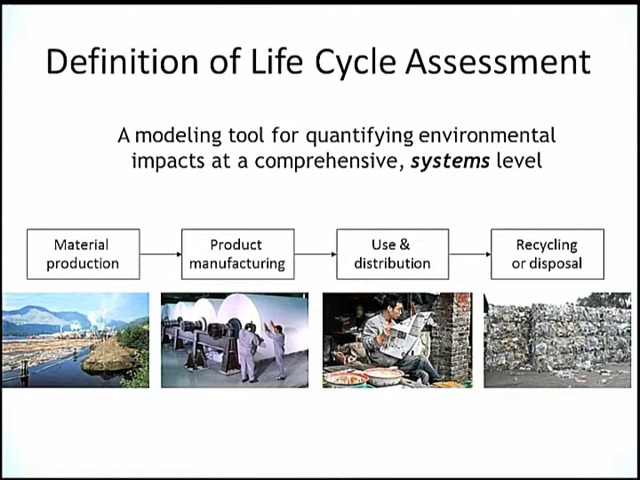 Definition of Life Cycle Assessment
A modeling tool for quantifying environmental
impacts at a comprehensive, systems level
Material
production
Product
manufacturing
Use &
distribution
Recycling
or disposal